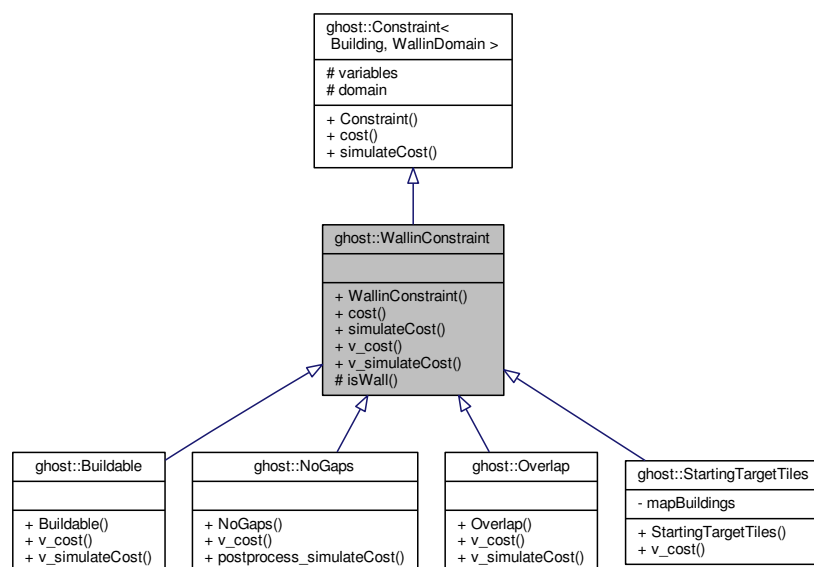 ghost::Constraint<
Building, WallinDomain >
# variables
# domain
+ Constraint()
+ cost()
+ simulateCost()
ghost::WallinConstraint
+ WallinConstraint()
+ cost()
+ simulateCost()
+ v_cost()
+ v_simulateCost()
# isWall()
ghost::Buildable
+ Buildable()
+ v_cost()
+ v_simulateCost()
ghost::NoGaps
+ NoGaps()
+ v_cost()
+ postprocess_simulateCost()
ghost::Overlap
+ Overlap()
+ v_cost()
+ v_simulateCost()
ghost::StartingTargetTiles
- mapBuildings
+ StartingTargetTiles()
+ v_cost()